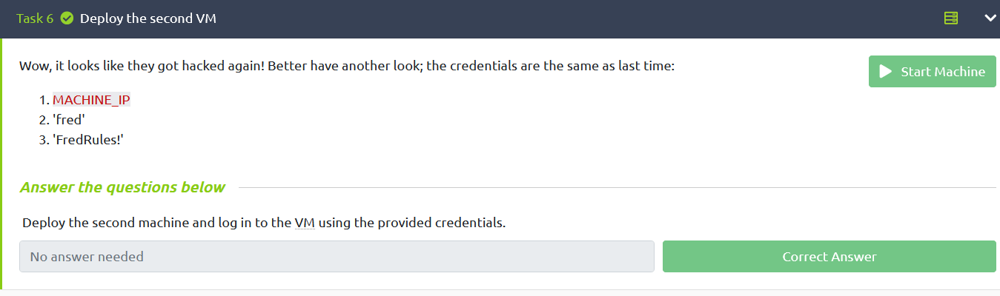 Task 6 Deploy the second VM
Wow, it looks like they got hacked again! Better have another look; the credentials are the same as last time:
Start Machine
1. MACHINE_IP
2. 'fred'
3. 'FredRules!'
Answer the questions below
Deploy the second machine and log in to the VM using the provided credentials.
No answer needed
Correct Answer